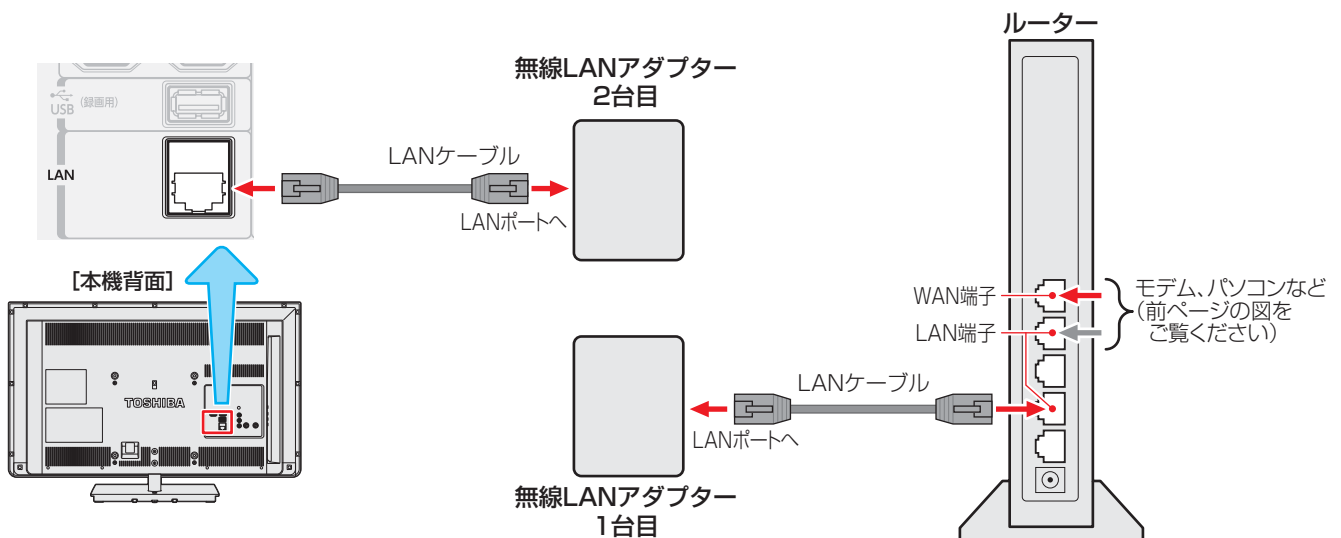 ルーター
無線LANアダプター
2台目
USB (録画用)
LANケーブル
LAN
LANポートへ
[本機背面]
モデム、パソコンなど
(前ページの図を
ご覧ください)
WAN端子
LAN端子
TOSHIBA
LANケーブル
LANポートへ
無線LANアダプター
1台目